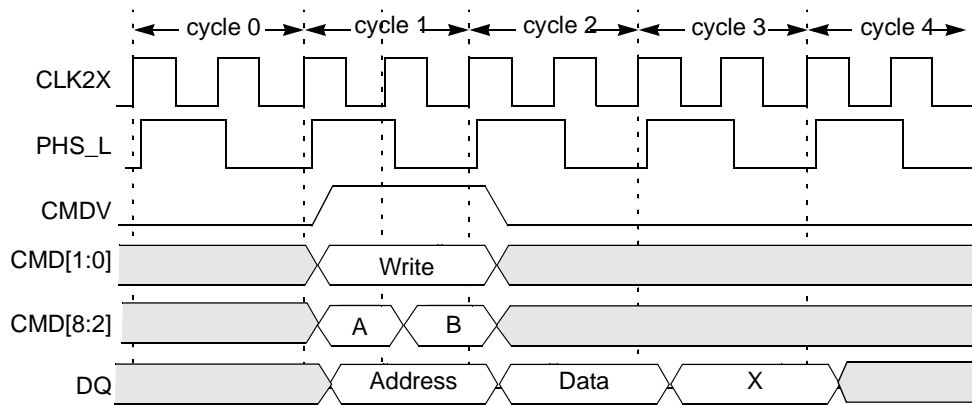 cycle 0 cycle 1 cycle 2 cycle 3 cycle 4
CLK2X
PHS_L
CMDV
CMD[1:0] Write
CMD[8:2] A B
DQ Address Data X